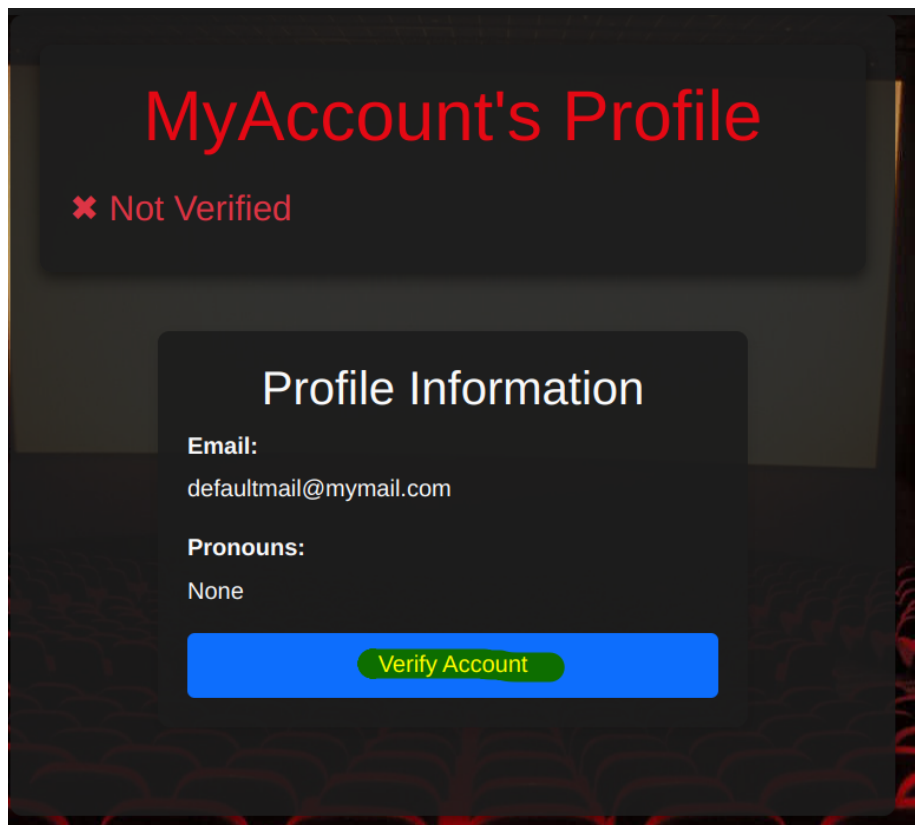 MyAccount's Profile
✖ Not Verified
Profile Information
Email:
defaultmail@mymail.com
Pronouns:
None
Verify Account